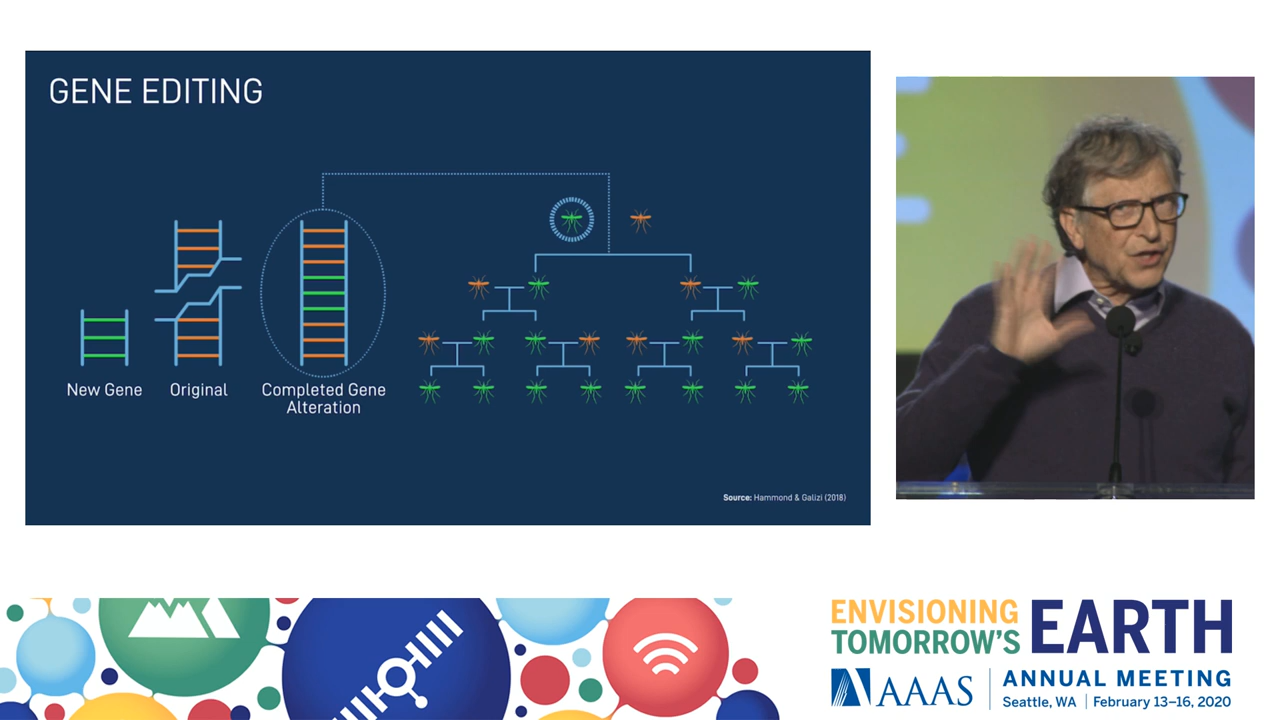 GENE EDITING
New Gene
Original
Completed Gene
Alteration
Source: Hammond & Galizi (2018)
ENVISIONING
TOMORROW'S
EARTH
AAAS
ANNUAL MEETING
Seattle, WA | February 13–16, 2020